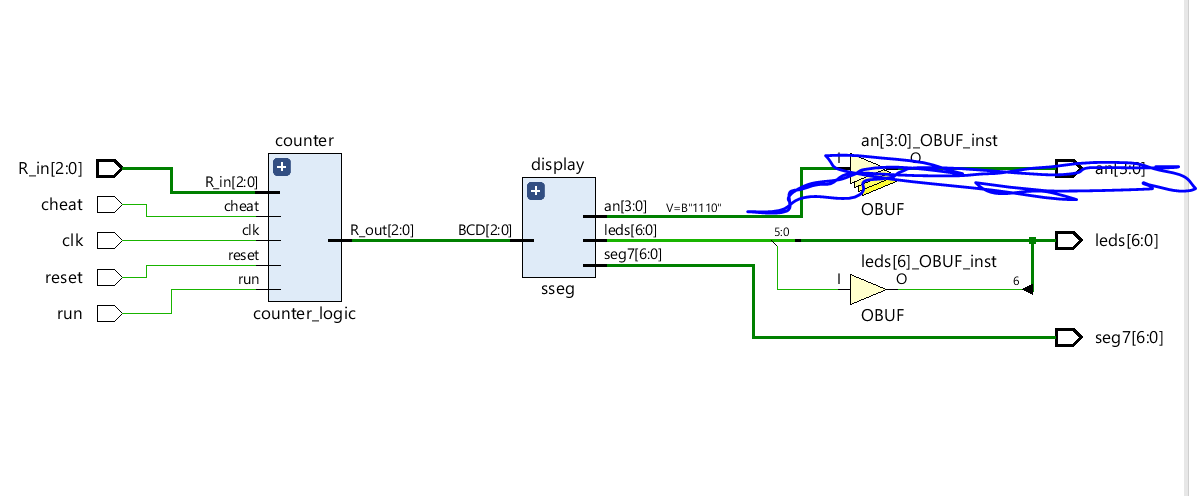 counter
an[3:0]_OBUF_inst
R_in[2:0]
display
I
O
an[3:0]
R_in[2:0]
cheat
cheat
an[3:0]
V=B"1110"
OBUF
clk
clk
R_out[2:0]
BCD[2:0]
leds[6:0]
5:0
leds[6:0]
reset
reset
seg7[6:0]
leds[6]_OBUF_inst
run
I
O
6
sseg
run
counter_logic
OBUF
seg7[6:0]